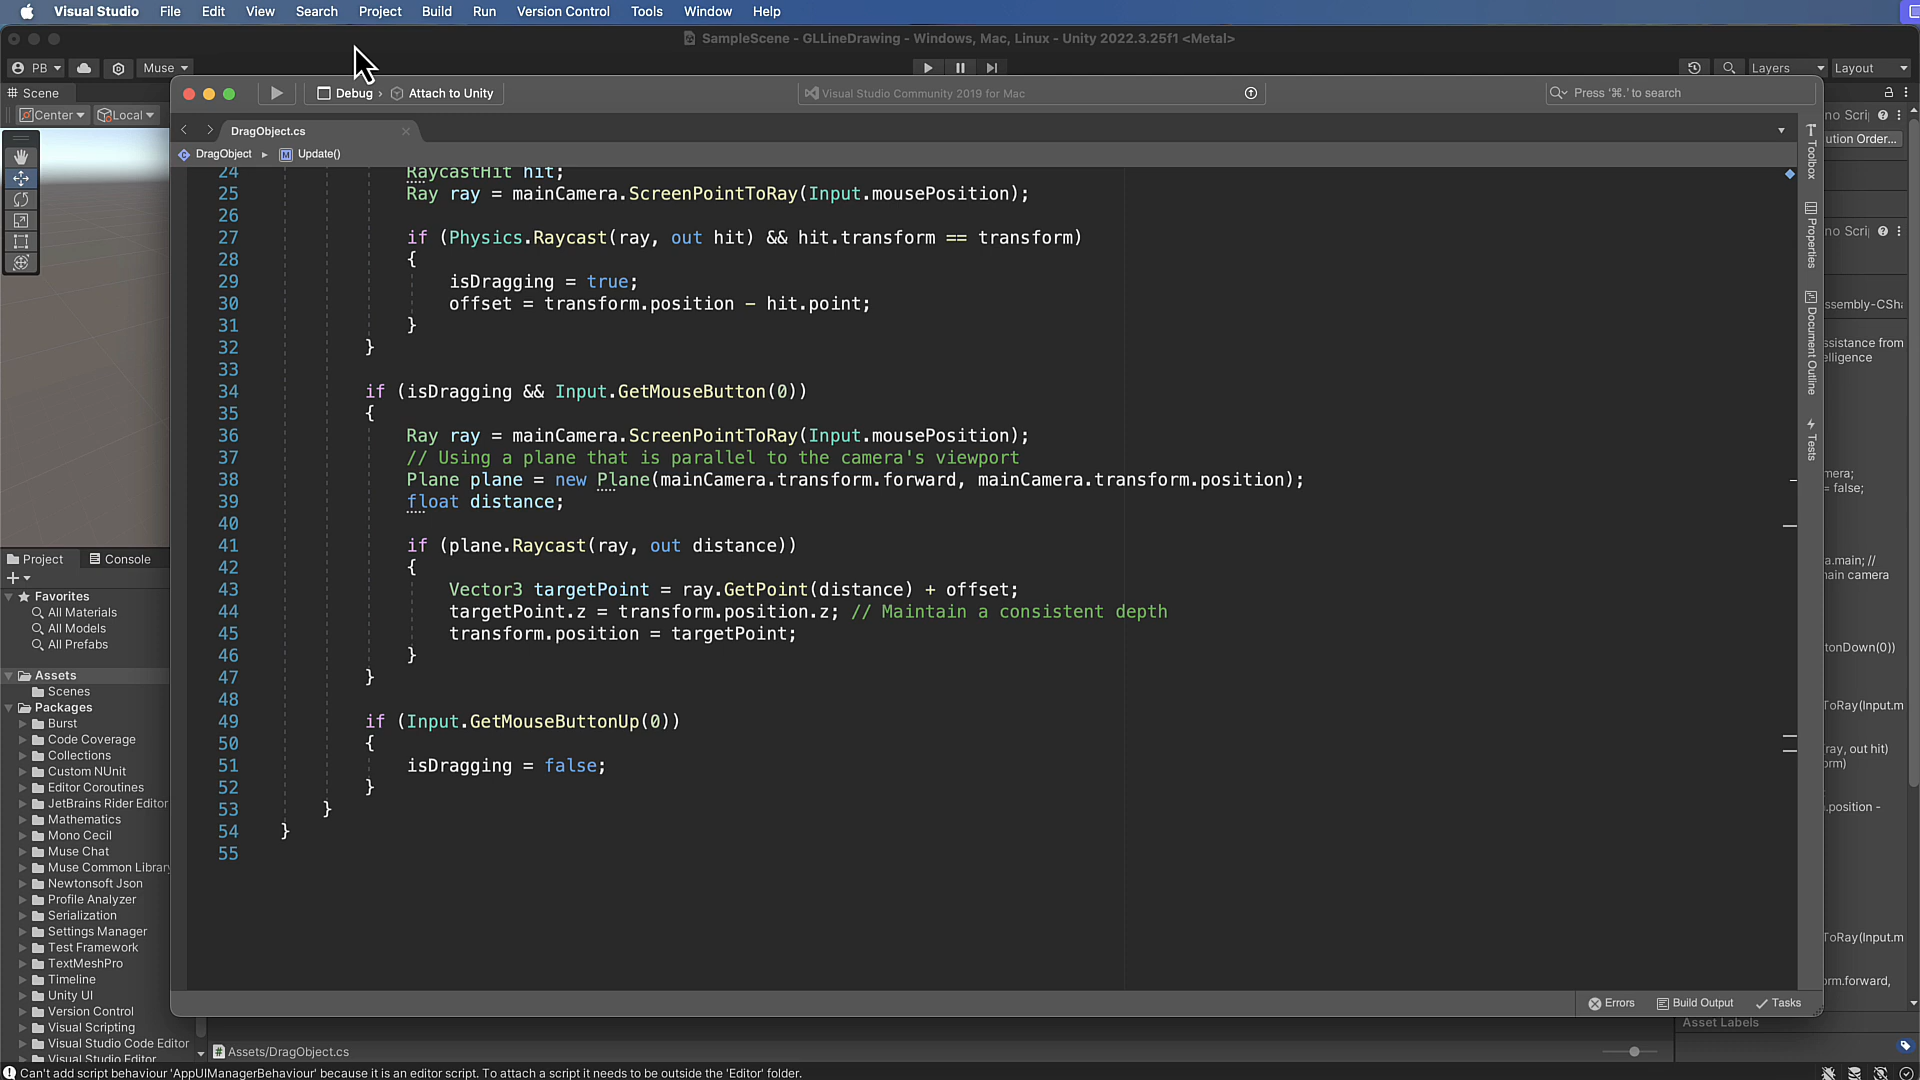 Visual Studio File Edit View Search Project Build Run Version Control Tools Window Help
SampleScene - GLLineDrawing - Windows, Mac, Linux - Unity 2022.3.25f1 <Metal>
PB Muse Layers Layout
Scene
Debug › Attach to Unity
Visual Studio Community 2019 for Mac
Press '⌘.' to search
Center Local
DragObject.cs
DragObject Update()
24 RaycastHit hit;
25 Ray ray = mainCamera.ScreenPointToRay(Input.mousePosition);
26
27 if (Physics.Raycast(ray, out hit) && hit.transform == transform)
28 {
29 isDragging = true;
30 offset = transform.position - hit.point;
31 }
32 }
33
34 if (isDragging && Input.GetMouseButton(0))
35 {
36 Ray ray = mainCamera.ScreenPointToRay(Input.mousePosition);
37 // Using a plane that is parallel to the camera's viewport
38 Plane plane = new Plane(mainCamera.transform.forward, mainCamera.transform.position);
39 float distance;
40
41 if (plane.Raycast(ray, out distance))
42 {
43 Vector3 targetPoint = ray.GetPoint(distance) + offset;
44 targetPoint.z = transform.position.z; // Maintain a consistent depth
45 transform.position = targetPoint;
46 }
47 }
48
49 if (Input.GetMouseButtonUp(0))
50 {
51 isDragging = false;
52 }
53 }
54 }
55
Toolbox
Properties
Document Outline
Tests
Errors Build Output Tasks
Project Console
Favorites
All Materials
All Models
All Prefabs
Assets
Scenes
Packages
Burst
Code Coverage
Collections
Custom NUnit
Editor Coroutines
JetBrains Rider Editor
Mathematics
Mono Cecil
Muse Chat
Muse Common Library
Newtonsoft Json
Profile Analyzer
Serialization
Settings Manager
Test Framework
TextMeshPro
Timeline
Unity UI
Version Control
Visual Scripting
Visual Studio Code Editor
Visual Studio Editor
no Scri
ution Order...
no Scri
ssembly-CSha
ssistance from
elligence
mera;
= false;
a.main; //
ain camera
tonDown(0))
ToRay(Input.m
ray, out hit)
orm)
.position -
ToRay(Input.m
rm.forward,
Asset Labels
Assets/DragObject.cs
Can't add script behaviour 'AppUIManagerBehaviour' because it is an editor script. To attach a script it needs to be outside the 'Editor' folder.